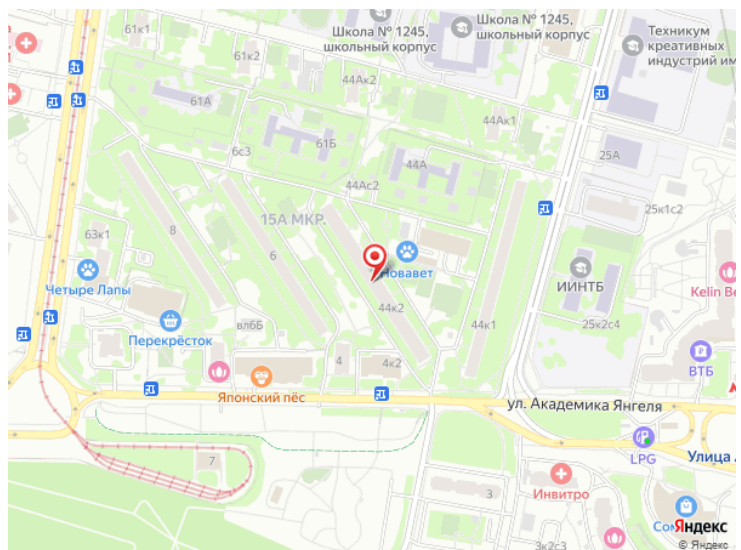 Школа № 1245,
школьный корпус
Школа № 1245,
школьный корпус
Техникум
креативных
индустрий им
61к1
61к2
44Ак2
61А
44Ак1
61Б
6с3
44А
25А
44Ас2
15А МКР.
25к1с2
63к1
8
6
Новавет
ИИНТБ
Четыре Лапы
Kelin Be
44к2
влбБ
44к1
25к2с4
Перекрёсток
4
4к2
ВТБ
Японский пёс
ул. Академика Янгеля
7
LPG
Улица
Инвитро
3
Сом
Яндекс
3к2с3
© Яндекс